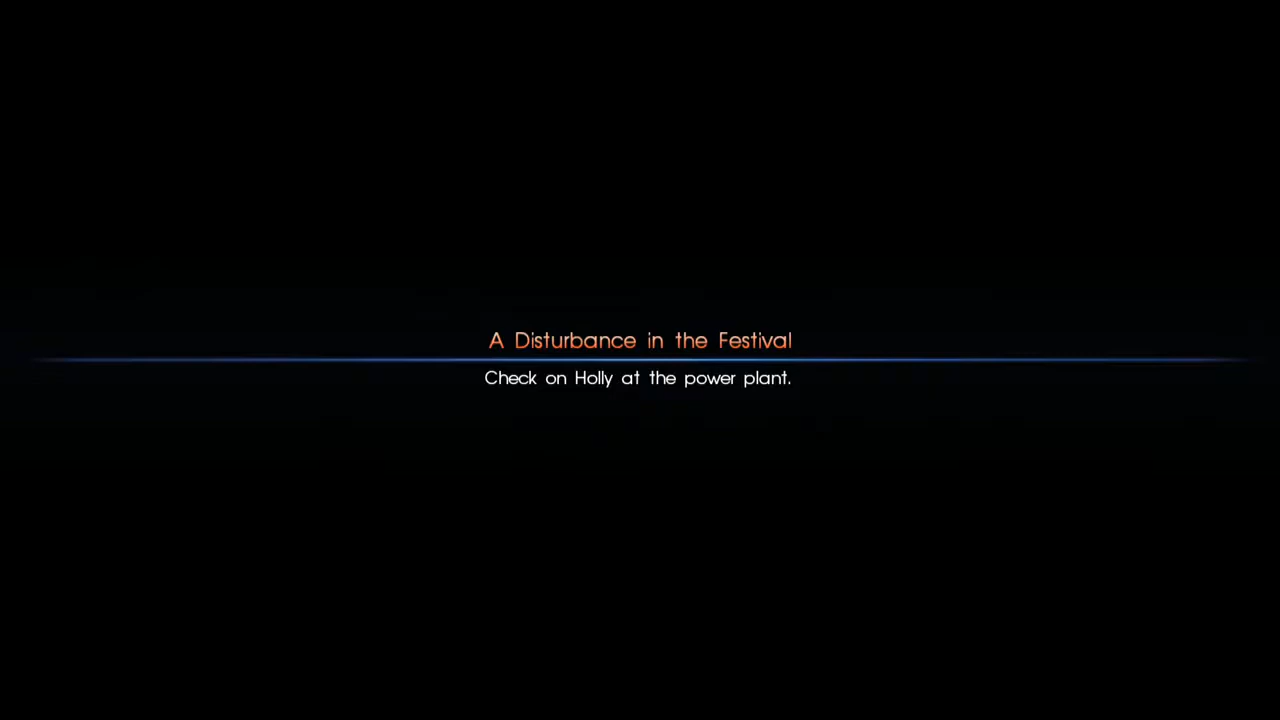 A Disturbance in the Festival
Check on Holly at the power plant.